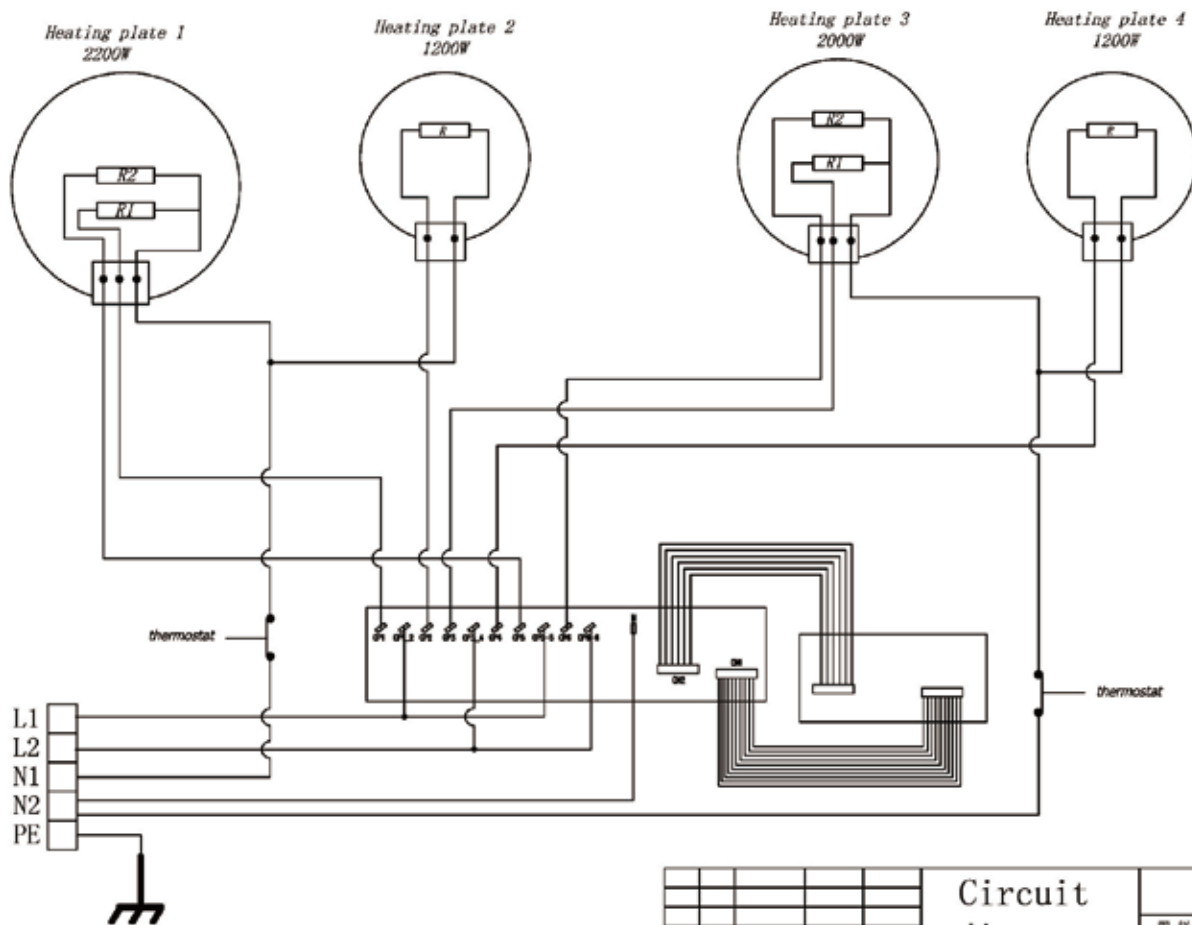 Heating plate 1
2200W
Heating plate 2
1200W
Heating plate 3
2000W
Heating plate 4
1200W
R2
R1
R
R2
R1
R
thermostat
thermostat
L1
L2
N1
N2
PE
Circuit